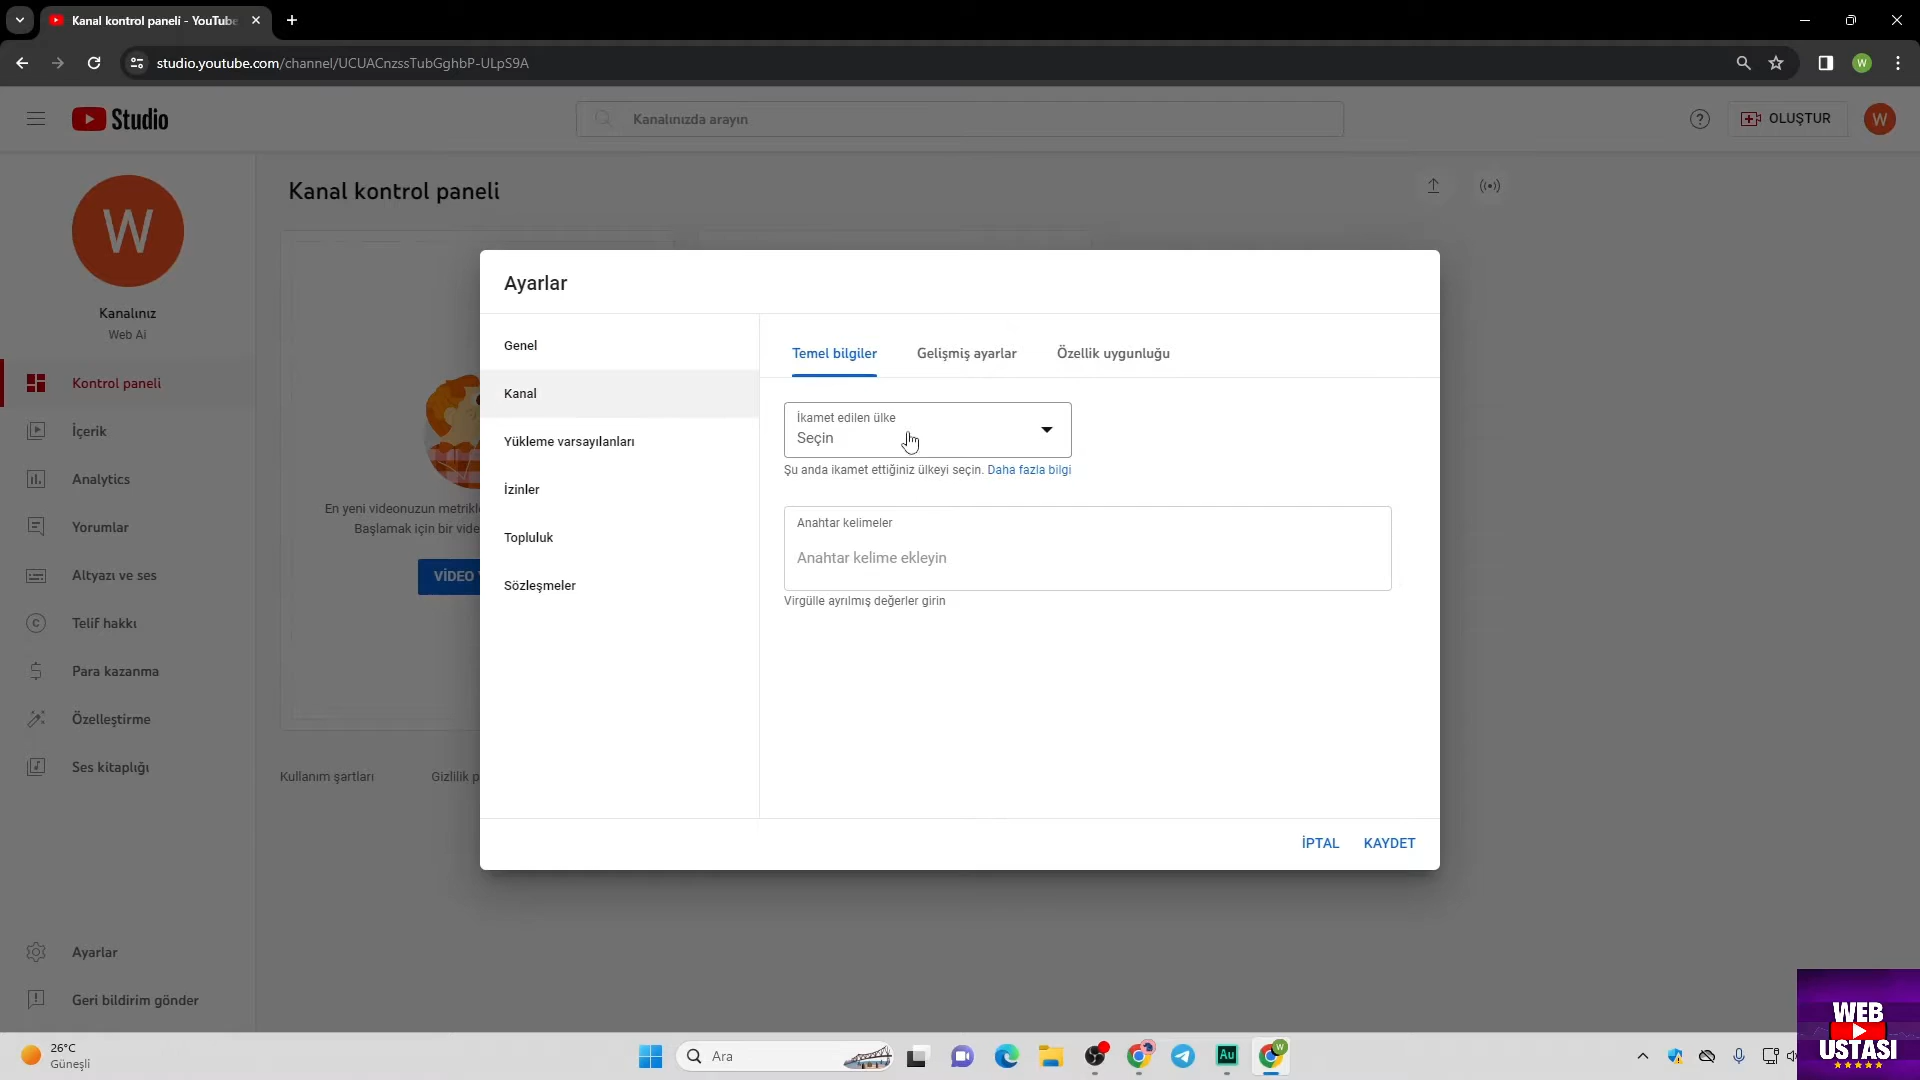 Kanal kontrol paneli - YouTube
studio.youtube.com/channel/UCUACnzssTubGghbP-ULpS9A
W
Studio
Kanalınızda arayın
OLUŞTUR
W
W
Kanalınız
Web Ai
Kontrol paneli
İçerik
Analytics
Yorumlar
Altyazı ve ses
Telif hakkı
Para kazanma
Özelleştirme
Ses kitaplığı
Ayarlar
Geri bildirim gönder
Kanal kontrol paneli
En yeni videonuzun
Başlamak için bir
VİDEO
Kullanım şartları
Gizlilik
Ayarlar
Genel
Kanal
Yükleme varsayılanları
İzinler
Topluluk
Sözleşmeler
Temel bilgiler
Gelişmiş ayarlar
Özellik uygunluğu
İkamet edilen ülke
Seçin
Şu anda ikamet ettiğiniz ülkeyi seçin. Daha fazla bilgi
Anahtar kelimeler
Anahtar kelime ekleyin
Virgülle ayrılmış değerler girin
İPTAL
KAYDET
26°C
Güneşli
Ara
Au
W
WEB
USTASI